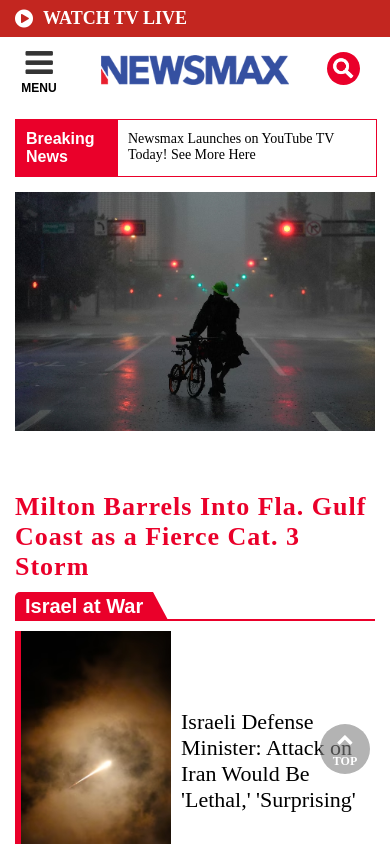 WATCH TV LIVE
MENU
NEWSMAX
Breaking
News
Newsmax Launches on YouTube TV
Today! See More Here
Milton Barrels Into Fla. Gulf
Coast as a Fierce Cat. 3
Storm
Israel at War
Israeli Defense
Minister: Attack on
Iran Would Be
'Lethal,' 'Surprising'
TOP